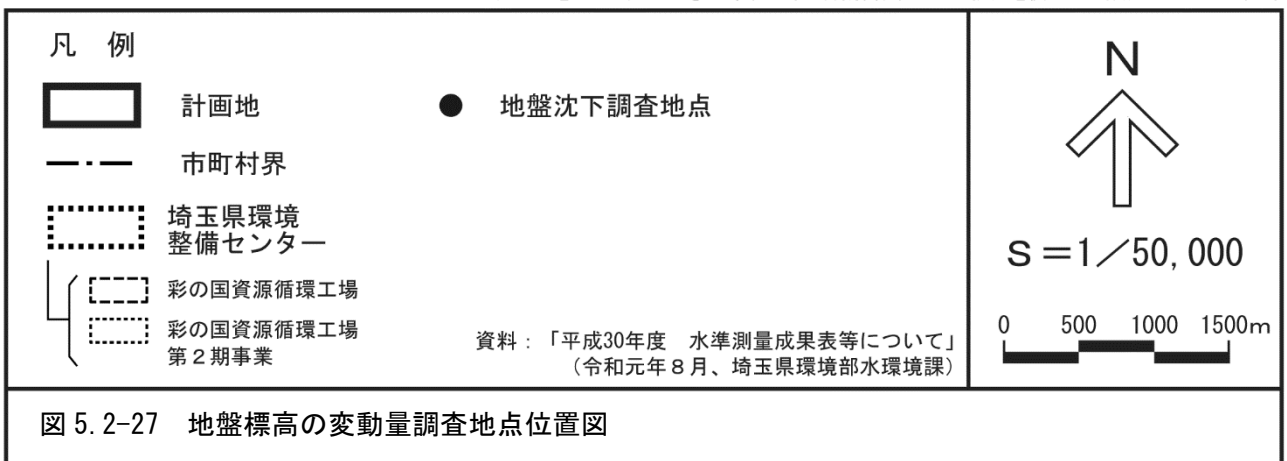 凡 例
計画地
地盤沈下調査地点
市町村界
埼玉県環境
整備センター
彩の国資源循環工場
彩の国資源循環工場
第2期事業
資料：「平成30年度 水準測量成果表等について」
（令和元年8月、埼玉県環境部水環境課）
N
S＝1／50,000
0 500 1000 1500m
図 5.2-27 地盤標高の変動量調査地点位置図